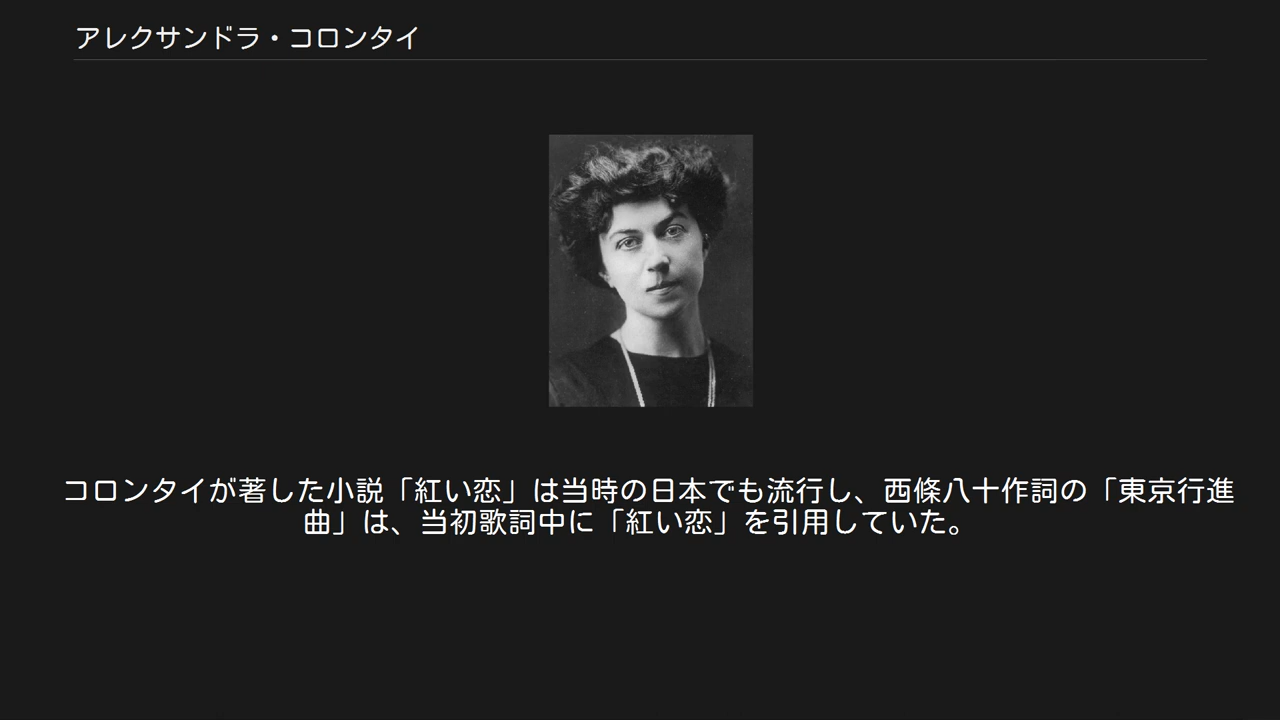 アレクサンドラ・コロンタイ
コロンタイが著した小説「紅い恋」は当時の日本でも流行し、西條八十作詞の「東京行進
曲」は、当初歌詞中に「紅い恋」を引用していた。